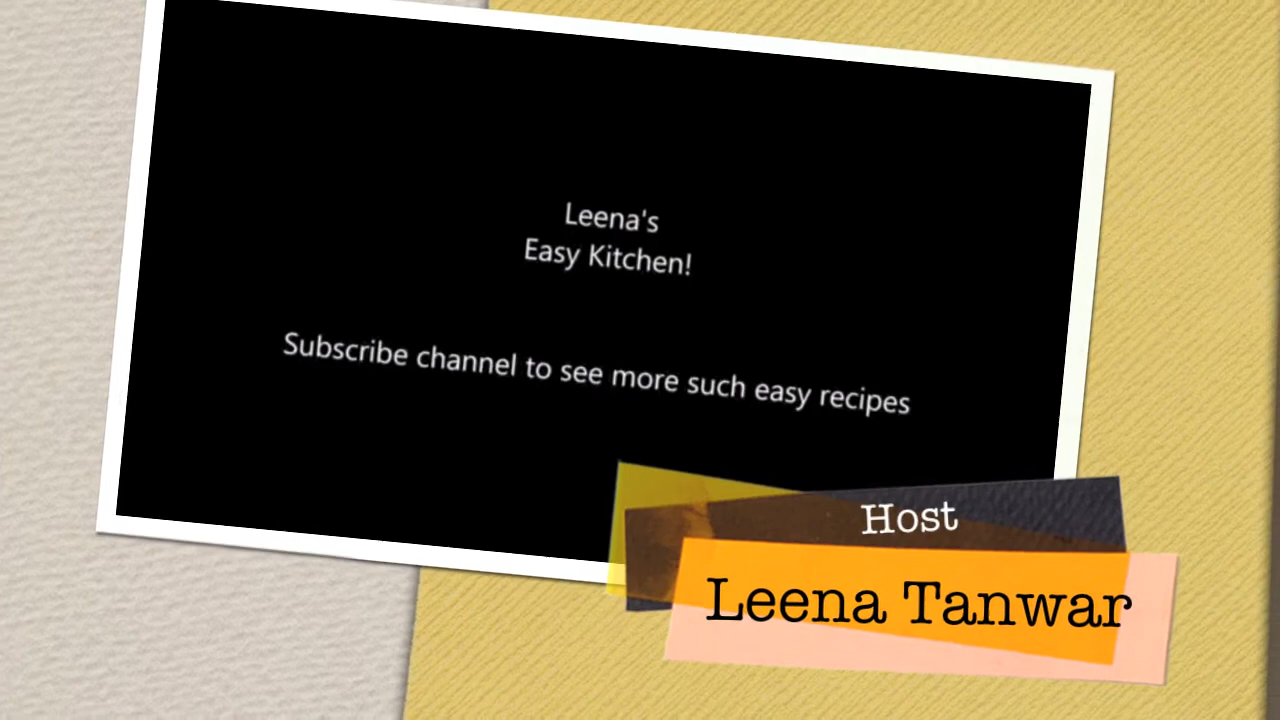 Leena's
Easy Kitchen!
Subscribe channel to see more such easy recipes
Host
Leena Tanwar